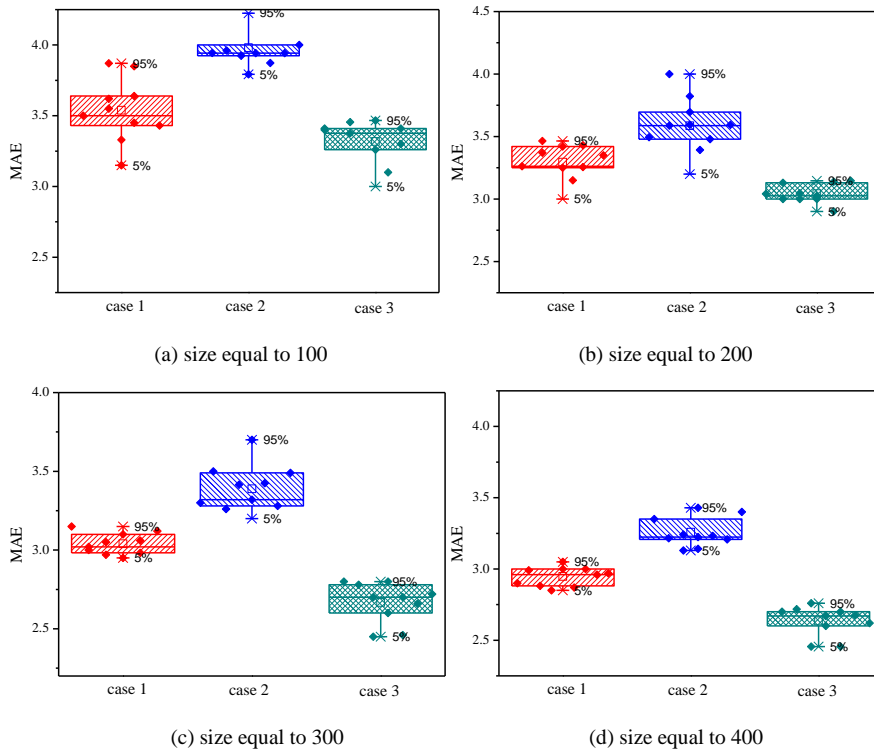 95%
4.0
95%
95%
3.5
5%
MAE
5%
3.0
5%
2.5
case 1
case 2
case 3
(a) size equal to 100
4.5
4.0
95%
95%
3.5
MAE
5%
95%
3.0
5%
5%
2.5
case 1
case 2
case 3
(b) size equal to 200
4.0
95%
3.5
95%
5%
MAE
3.0
5%
95%
2.5
5%
case 1
case 2
case 3
(c) size equal to 300
4.0
3.5
95%
MAE
95%
5%
3.0
5%
95%
2.5
5%
case 1
case 2
case 3
(d) size equal to 400